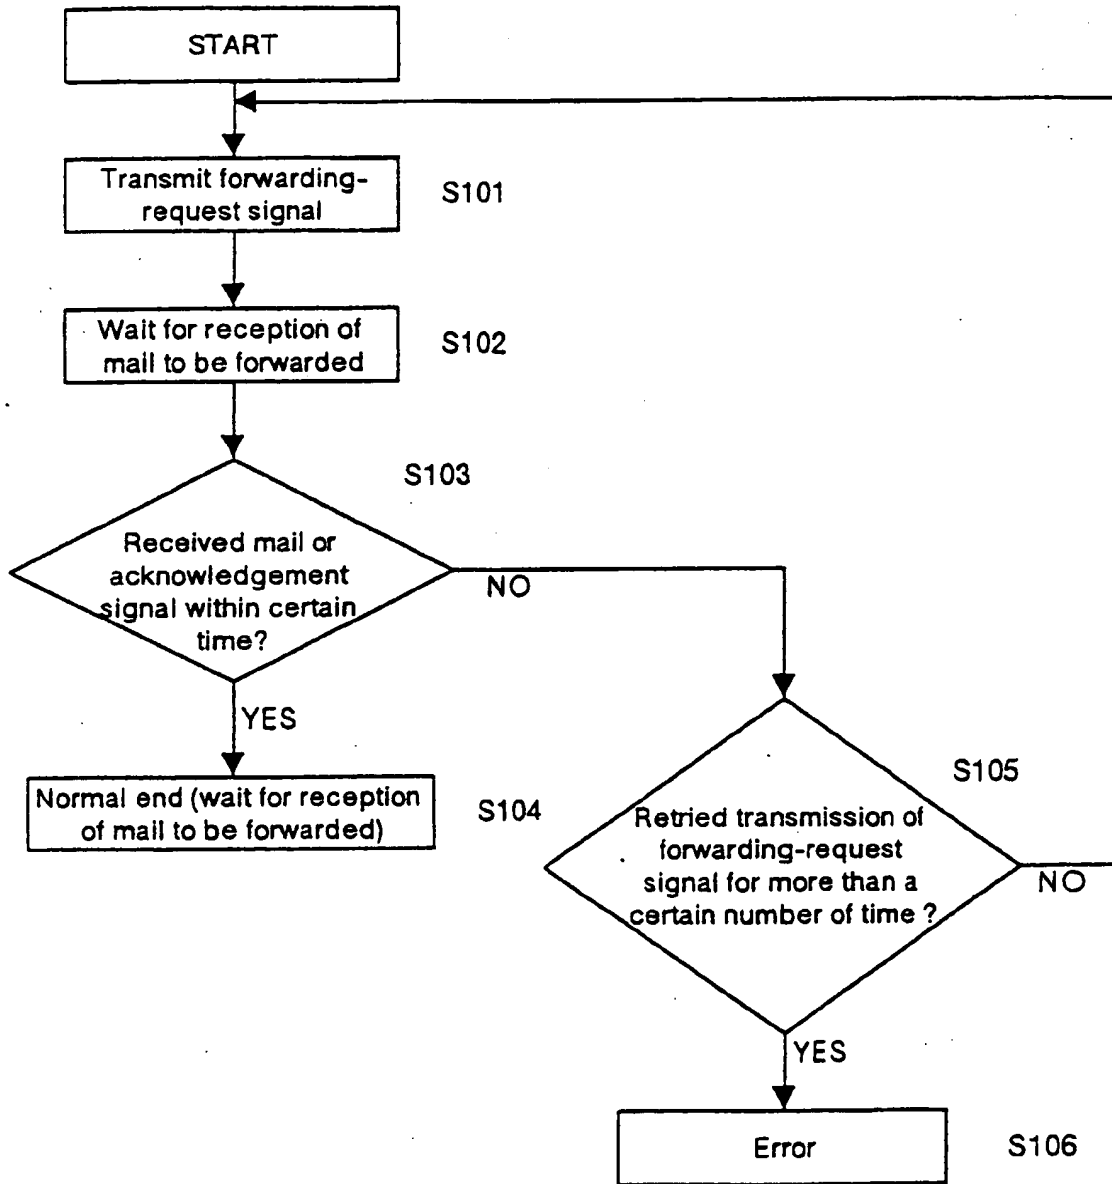 START
Transmit forwarding-
request signal
S101
Wait for reception of
mail to be forwarded
S102
S103
Received mail or
acknowledgement
signal within certain
time?
NO
YES
Normal end (wait for reception
of mail to be forwarded)
S104
S105
Retried transmission of
forwarding-request
signal for more than a
certain number of time ?
NO
YES
Error
S106